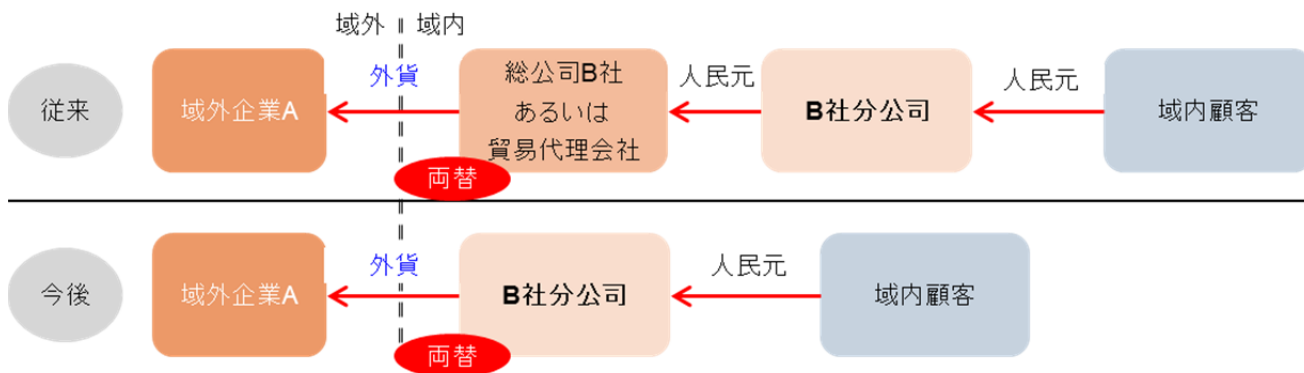 域外 域内
従来
域外企業A
外貨
総公司B社
あるいは
貿易代理会社
両替
人民元
B社分公司
人民元
域内顧客
今後
域外企業A
外貨
B社分公司
両替
人民元
域内顧客